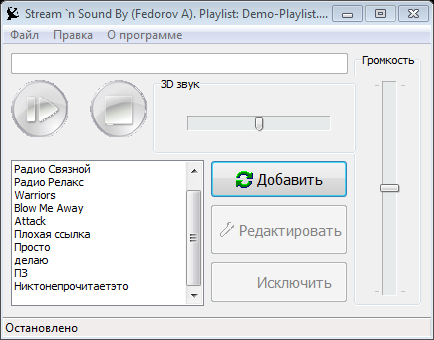 Stream `n Sound By (Fedorov A). Playlist: Demo-Playlist....
Файл Правка О программе
Громкость
3D звук
Радио Связной
Радио Релакс
Warriors
Blow Me Away
Attack
Плохая ссылка
Просто
делаю
ПЗ
Никтонепрочитаетэто
Добавить
Редактировать
Исключить
Остановлено